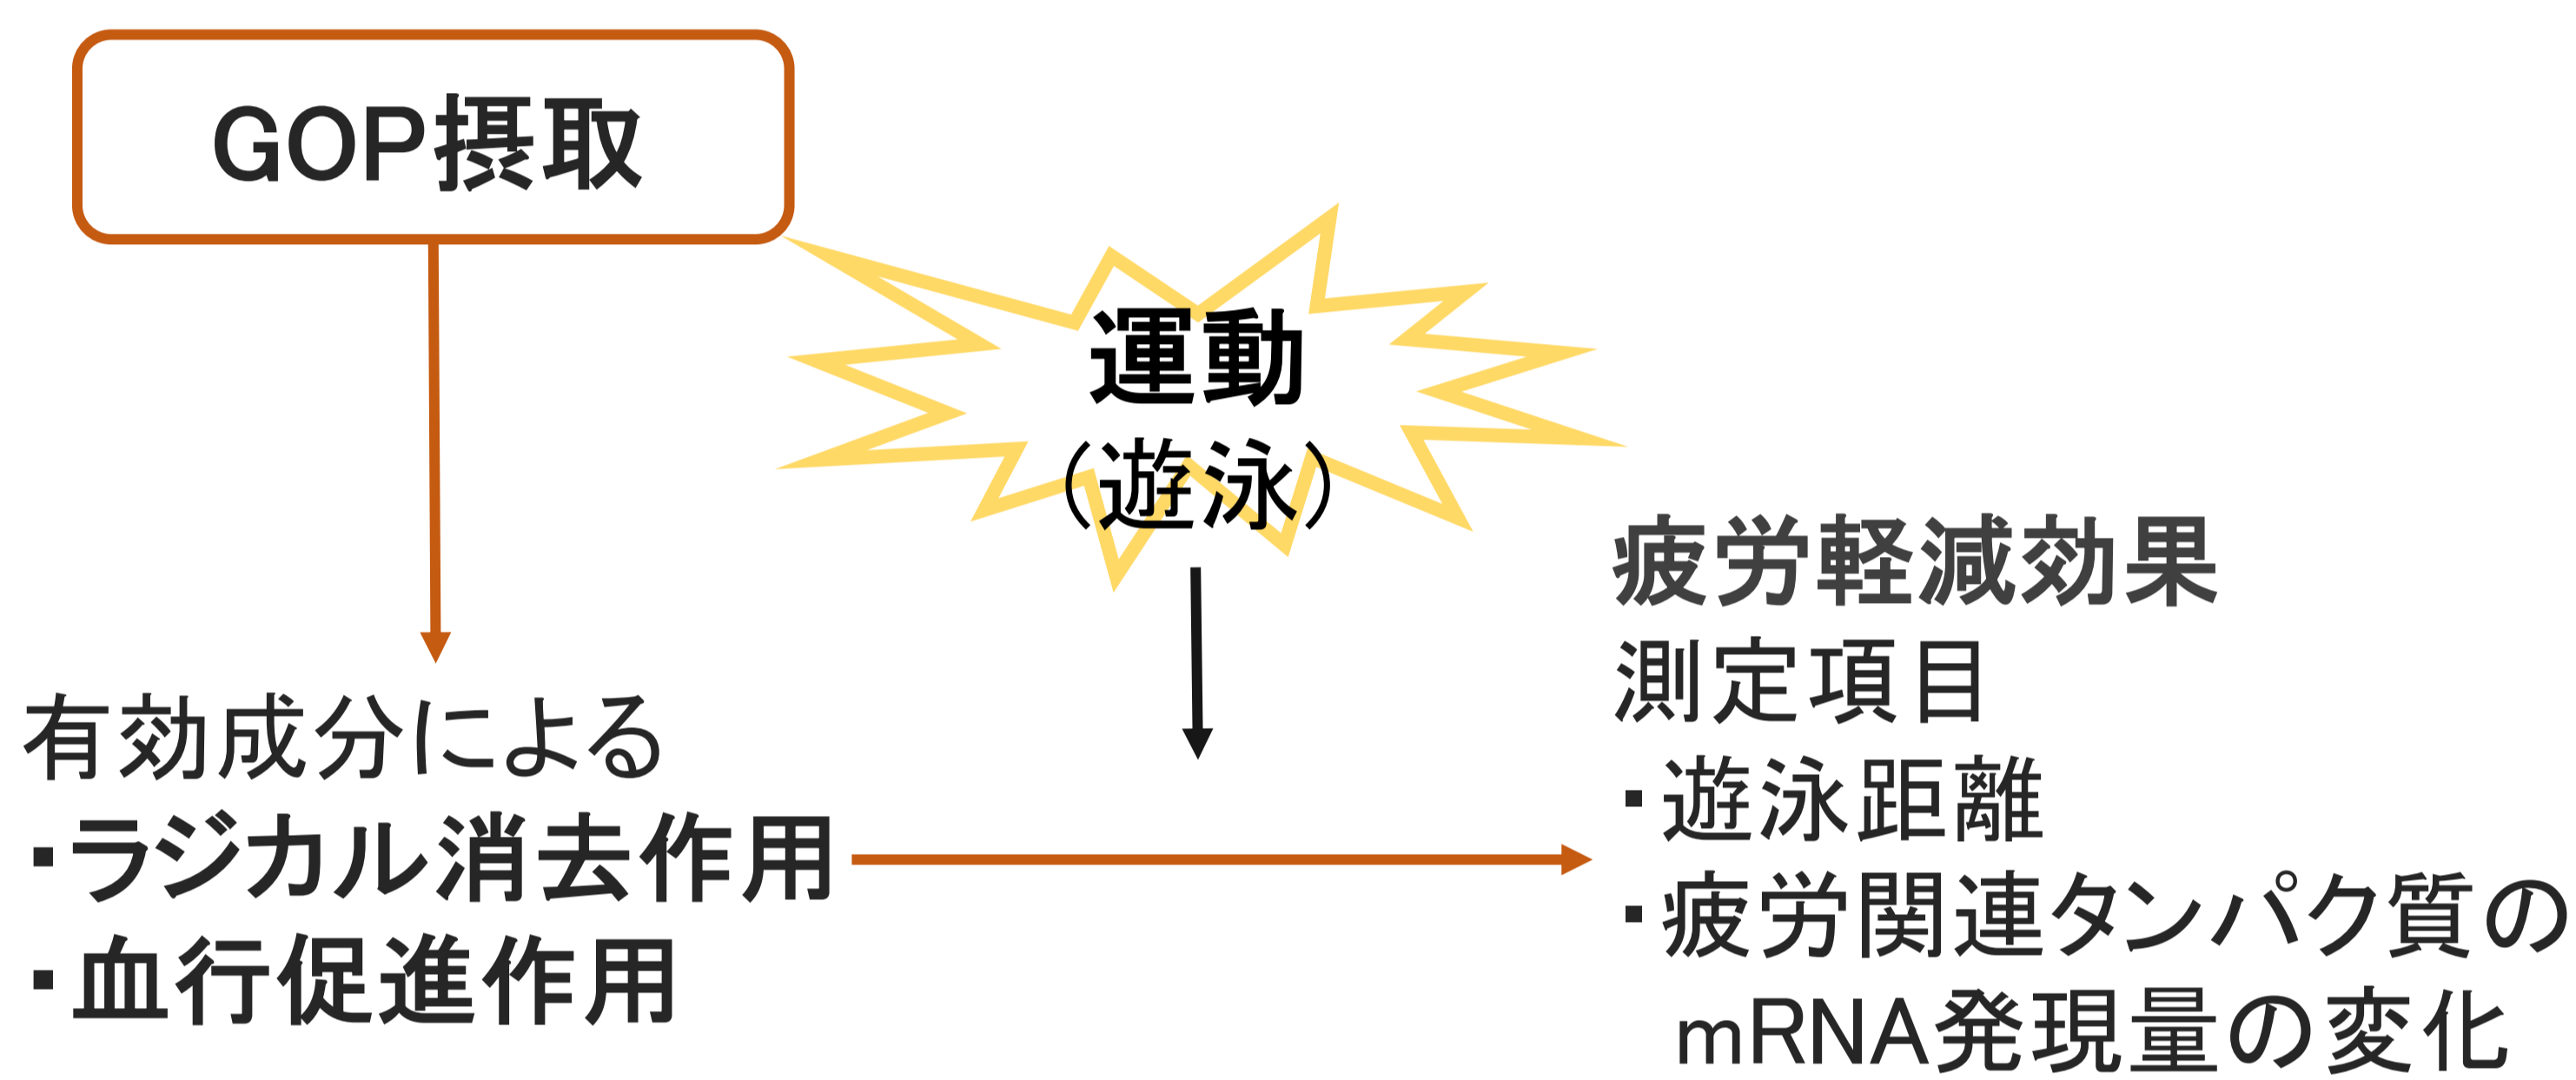 GOP摂取
運動
(遊泳)
有効成分による
・ラジカル消去作用
・血行促進作用
疲労軽減効果
測定項目
・遊泳距離
・疲労関連タンパク質の
mRNA発現量の変化